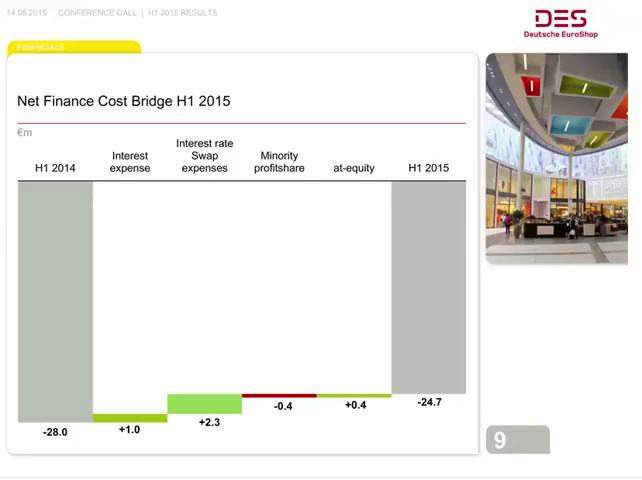 14.08.2015 CONFERENCE CALL | H1 2015 RESULTS
DES
Deutsche EuroShop
FINANCIALS
Net Finance Cost Bridge H1 2015
€m
H1 2014
Interest
expense
Interest rate
Swap
expenses
Minority
profitshare
at-equity
H1 2015
-28.0
+1.0
+2.3
-0.4
+0.4
-24.7
9